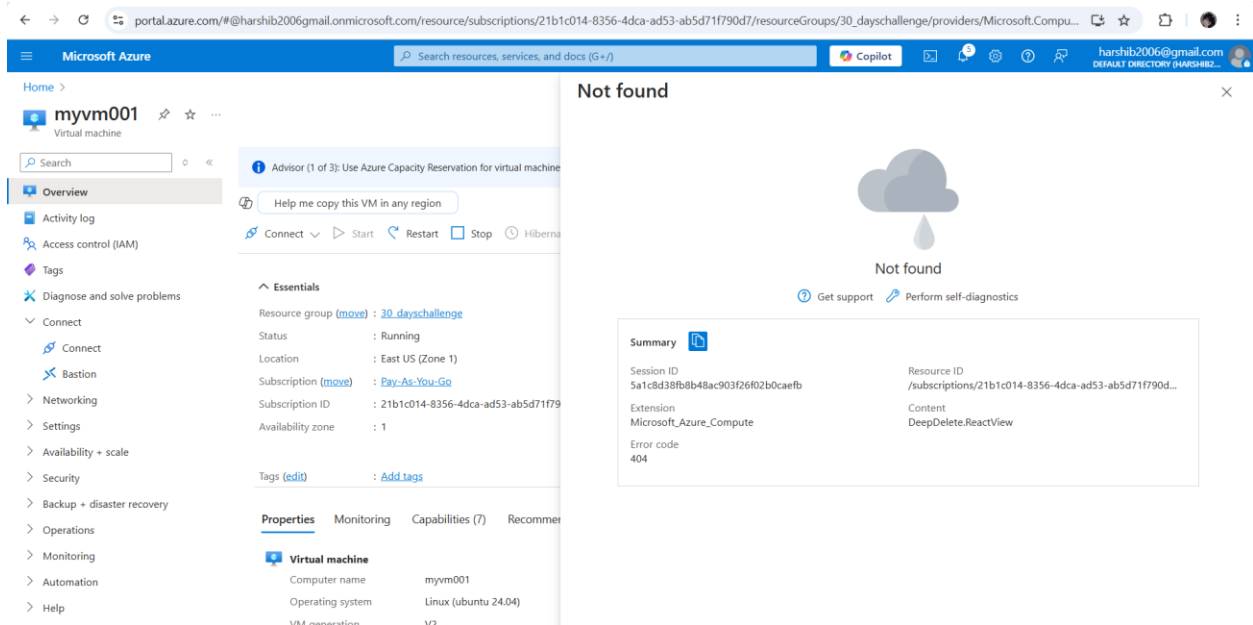 portal.azure.com/#@harshib2006gmail.onmicrosoft.com/resource/subscriptions/21b1c014-8356-4dca-ad53-ab5d71f790d7/resourceGroups/30_dayschallenge/providers/Microsoft.Compu...
Microsoft Azure
Search resources, services, and docs (G+/)
Copilot
5
harshib2006@gmail.com
DEFAULT DIRECTORY (HARSHIB2...
Home >
myvm001
Virtual machine
Search
Overview
Activity log
Access control (IAM)
Tags
Diagnose and solve problems
Connect
Connect
Bastion
Networking
Settings
Availability + scale
Security
Backup + disaster recovery
Operations
Monitoring
Automation
Help
Advisor (1 of 3): Use Azure Capacity Reservation for virtual machine
Help me copy this VM in any region
Connect Start Restart Stop Hiberna
Essentials
Resource group (move) : 30_dayschallenge
Status : Running
Location : East US (Zone 1)
Subscription (move) : Pay-As-You-Go
Subscription ID : 21b1c014-8356-4dca-ad53-ab5d71f79
Availability zone : 1
Tags (edit) : Add tags
Properties Monitoring Capabilities (7) Recommen
Virtual machine
Computer name myvm001
Operating system Linux (ubuntu 24.04)
VM generation V2
Not found
Not found
Get support Perform self-diagnostics
Summary
Session ID
5a1c8d38fb8b48ac903f26f02b0caefb
Resource ID
/subscriptions/21b1c014-8356-4dca-ad53-ab5d71f790d...
Extension
Microsoft_Azure_Compute
Content
DeepDelete.ReactView
Error code
404